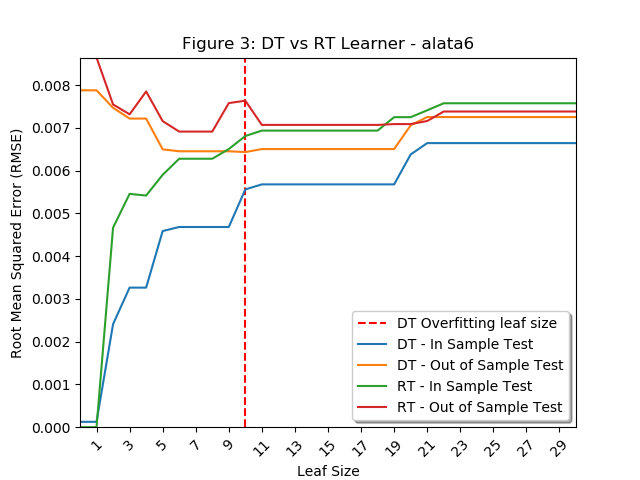 Figure 3: DT vs RT Learner - alata6
Root Mean Squared Error (RMSE)
0.008
0.007
0.006
0.005
0.004
0.003
0.002
0.001
0.000
DT Overfitting leaf size
DT - In Sample Test
DT - Out of Sample Test
RT - In Sample Test
RT - Out of Sample Test
1 3 5 7 9 11 13 15 17 19 21 23 25 27 29
Leaf Size